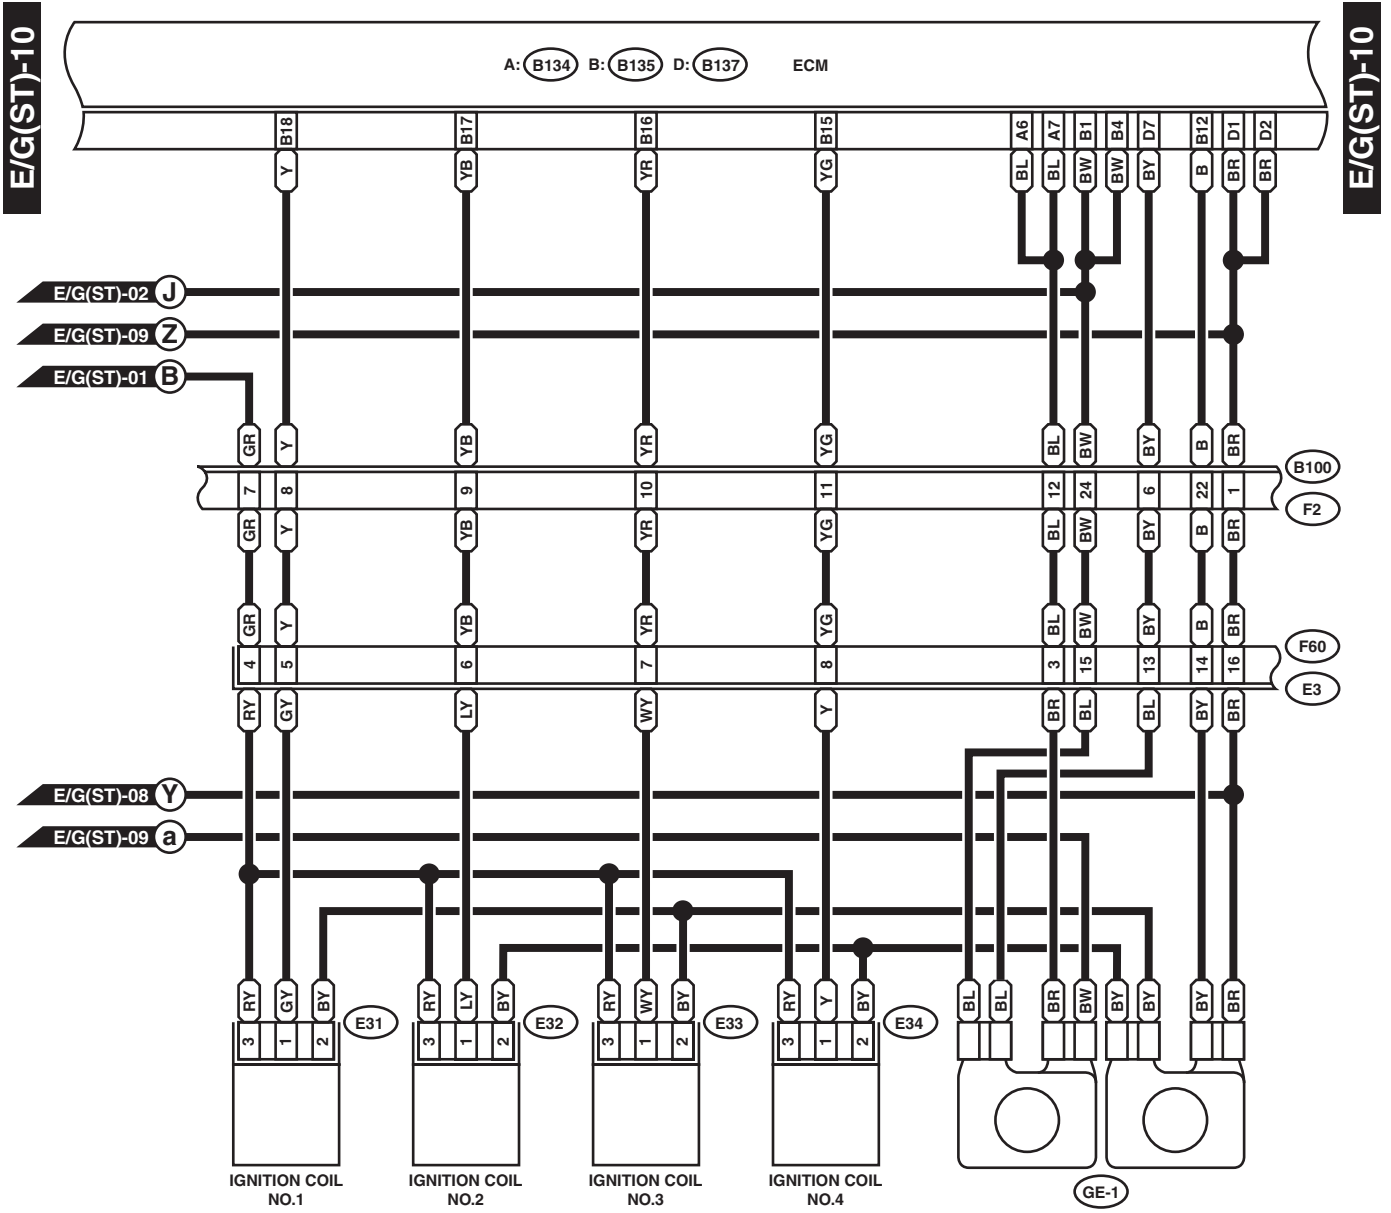 E/G(ST)-10
E/G(ST)-10
A: B134 B: B135 D: B137 ECM
B18 B17 B16 B15 A6 A7 B1 B4 D7 B12 D1 D2
Y YB YR YG BL BL BW BW BY B BR BR
E/G(ST)-02 J
E/G(ST)-09 Z
E/G(ST)-01 B
GR Y YB YR YG BL BW BY B BR
B100
7 8 9 10 11 12 24 6 22 1
F2
GR Y YB YR YG BL BW BY B BR
GR Y YB YR YG BL BW BY B BR
F60
4 5 6 7 8 3 15 13 14 16
E3
RY GY LY WY Y BR BL BL BY BR
E/G(ST)-08 Y
E/G(ST)-09 a
RY GY BY RY LY BY RY WY BY RY Y BY BL BL BR BW BY BY BY BR
E31 E32 E33 E34
3 1 2 3 1 2 3 1 2 3 1 2
IGNITION COIL IGNITION COIL IGNITION COIL IGNITION COIL
NO.1 NO.2 NO.3 NO.4
GE-1